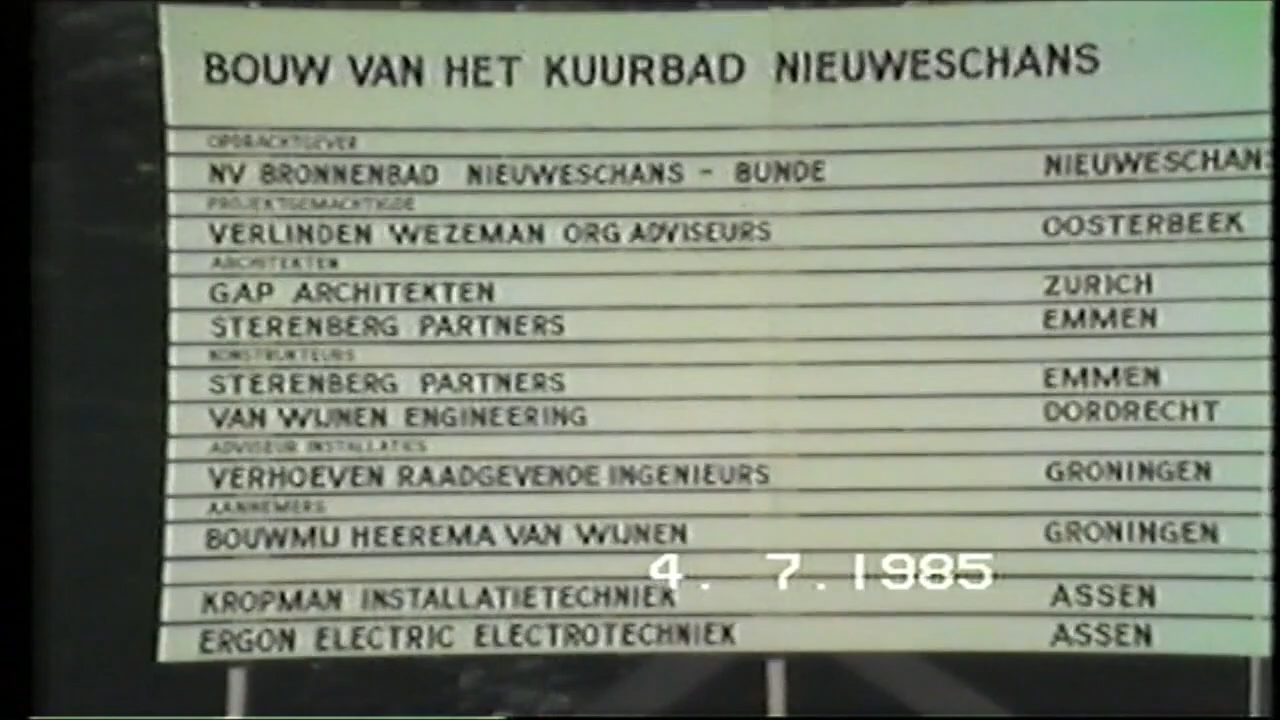 BOUW VAN HET KUURBAD NIEUWESCHANS
OPDRACHTGEVER
NV BRONNENBAD NIEUWESCHANS - BUNDE NIEUWESCHANS
PROJEKTGEMACHTIGDE
VERLINDEN WEZEMAN ORG ADVISEURS OOSTERBEEK
ARCHITEKTEN
GAP ARCHITEKTEN ZURICH
STERENBERG PARTNERS EMMEN
KONSTRUKTEURS
STERENBERG PARTNERS EMMEN
VAN WIJNEN ENGINEERING DORDRECHT
ADVISEUR INSTALLATIES
VERHOEVEN RAADGEVENDE INGENIEURS GRONINGEN
AANNEMERS
BOUWMIJ HEEREMA VAN WIJNEN GRONINGEN
4. 7.1985
KROPMAN INSTALLATIETECHNIEK ASSEN
ERGON ELECTRIC ELECTROTECHNIEK ASSEN